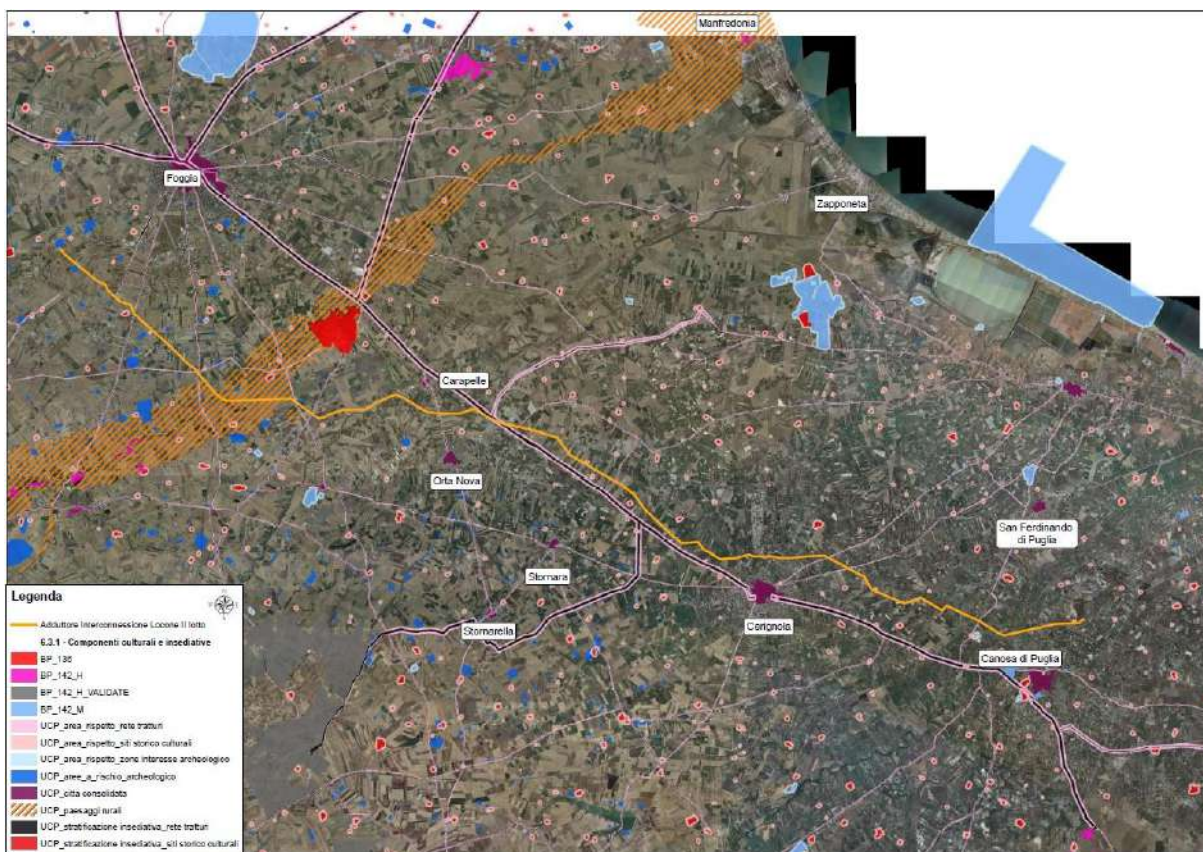 Manfredonia
Foggia
Zapponeta
Carapelle
Orta Nova
San Ferdinando
di Puglia
Stornara
Stornarella
Cerignola
Canosa di Puglia
Legenda
Adduttore Interconnessione Locone II lotto
6.3.1 - Componenti culturali e insediative
BP_136
BP_142_H
BP_142_H_VALIDATE
BP_142_M
UCP_area_rispetto_rete tratturi
UCP_area_rispetto_siti storico culturali
UCP_area_rispetto_zone interesse archeologico
UCP_aree_a_rischio_archeologico
UCP_città consolidata
UCP_paesaggi rurali
UCP_stratificazione insediativa_rete tratturi
UCP_stratificazione insediativa_siti storico culturali